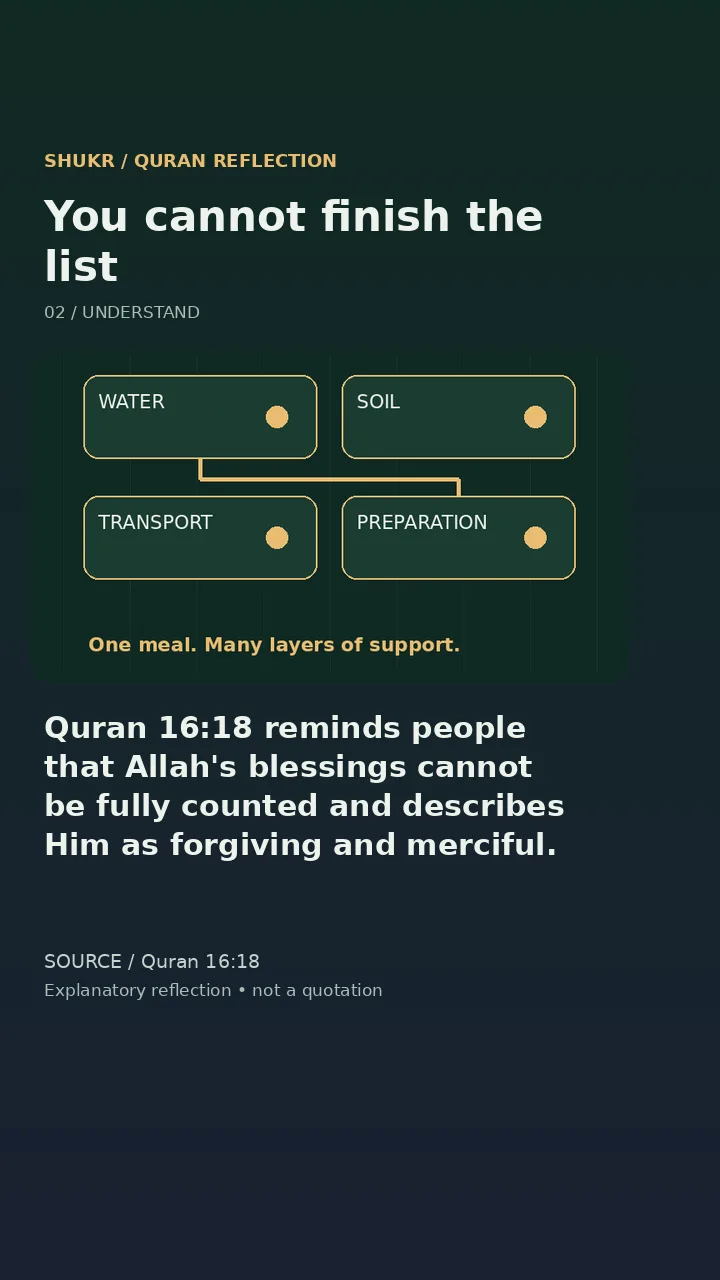 SHUKR / QURAN REFLECTION
You cannot finish the
list
02 / UNDERSTAND
WATER
SOIL
TRANSPORT
PREPARATION
One meal. Many layers of support.
Quran 16:18 reminds people
that Allah's blessings cannot
be fully counted and describes
Him as forgiving and merciful.
SOURCE / Quran 16:18
Explanatory reflection • not a quotation